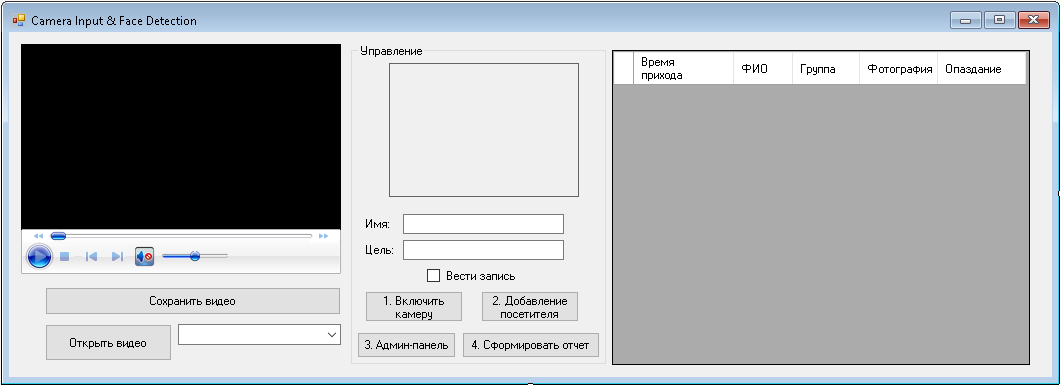 Camera Input & Face Detection
Управление
Имя:
Цель:
Вести запись
1. Включить
камеру
2. Добавление
посетителя
3. Админ-панель
4. Сформировать отчет
Сохранить видео
Открыть видео
Время
прихода
ФИО
Группа
Фотография
Опаздание